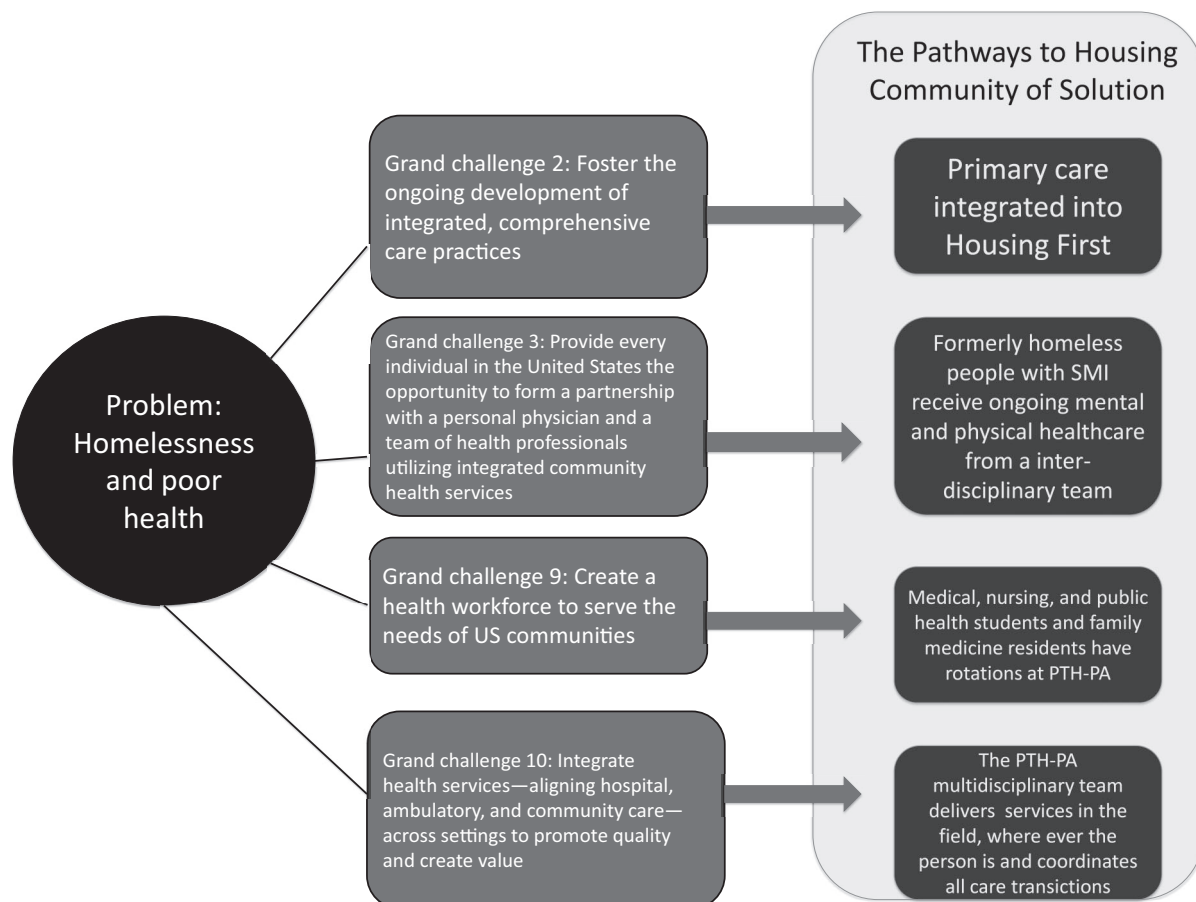 The Pathways to Housing
Community of Solution
Problem:
Homelessness
and poor
health
Grand challenge 2: Foster the
ongoing development of
integrated, comprehensive
care practices
Primary care
integrated into
Housing First
Grand challenge 3: Provide every
individual in the United States the
opportunity to form a partnership
with a personal physician and a
team of health professionals
utilizing integrated community
health services
Formerly homeless
people with SMI
receive ongoing mental
and physical healthcare
from a inter-
disciplinary team
Grand challenge 9: Create a
health workforce to serve the
needs of US communities
Medical, nursing, and public
health students and family
medicine residents have
rotations at PTH-PA
Grand challenge 10: Integrate
health services—aligning hospital,
ambulatory, and community care—
across settings to promote quality
and create value
The PTH-PA
multidisciplinary team
delivers services in the
field, where ever the
person is and coordinates
all care transictions